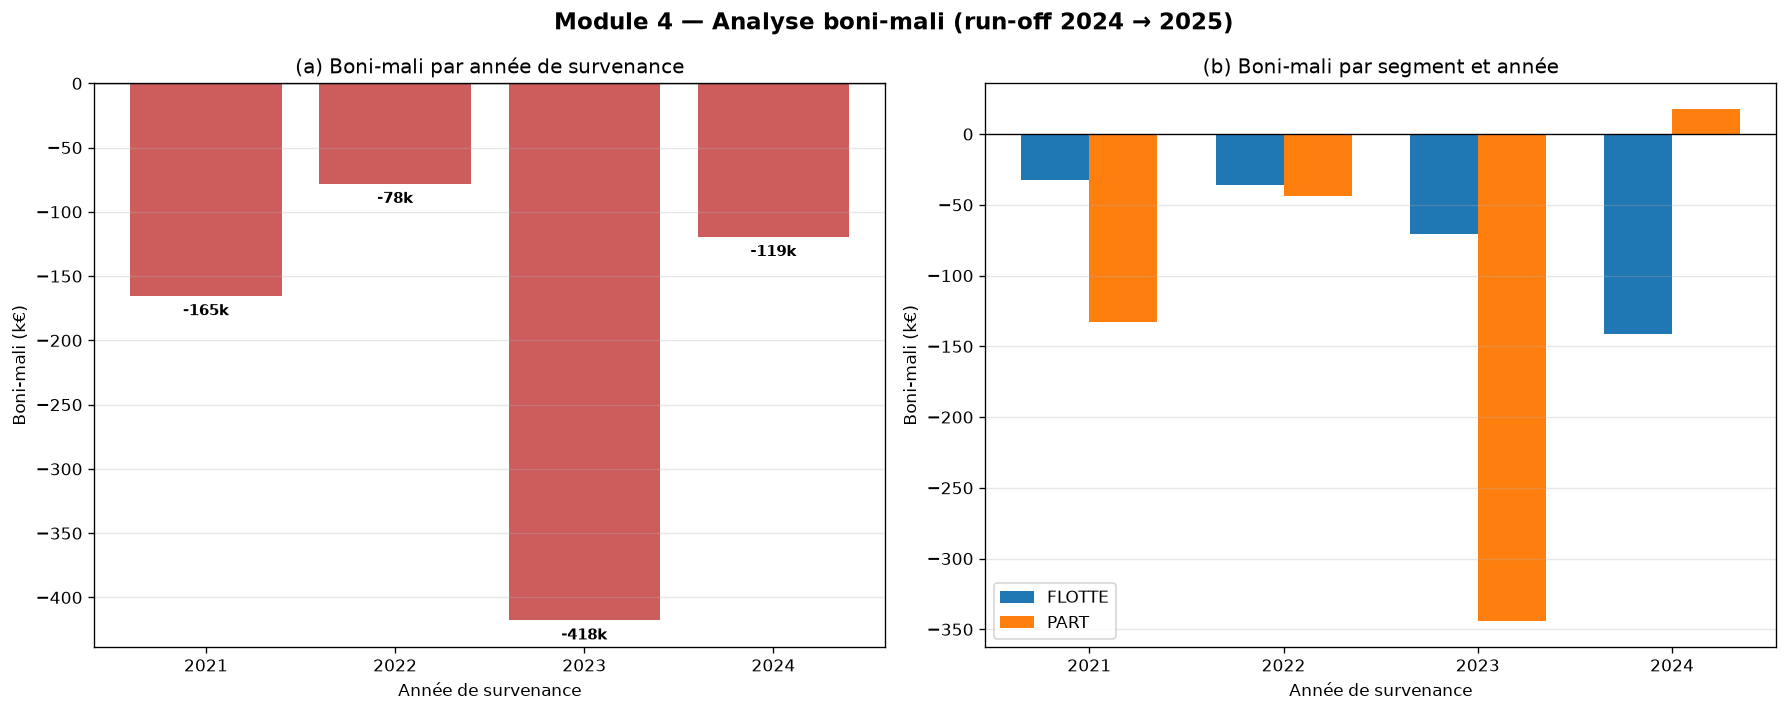 Module 4 — Analyse boni-mali (run-off 2024 → 2025)
(a) Boni-mali par année de survenance
0
−50
−100
−150
−200
−250
−300
−350
−400
Boni-mali (k€)
-165k
-78k
-418k
-119k
2021
2022
2023
2024
Année de survenance
(b) Boni-mali par segment et année
0
−50
−100
−150
−200
−250
−300
−350
Boni-mali (k€)
FLOTTE
PART
2021
2022
2023
2024
Année de survenance